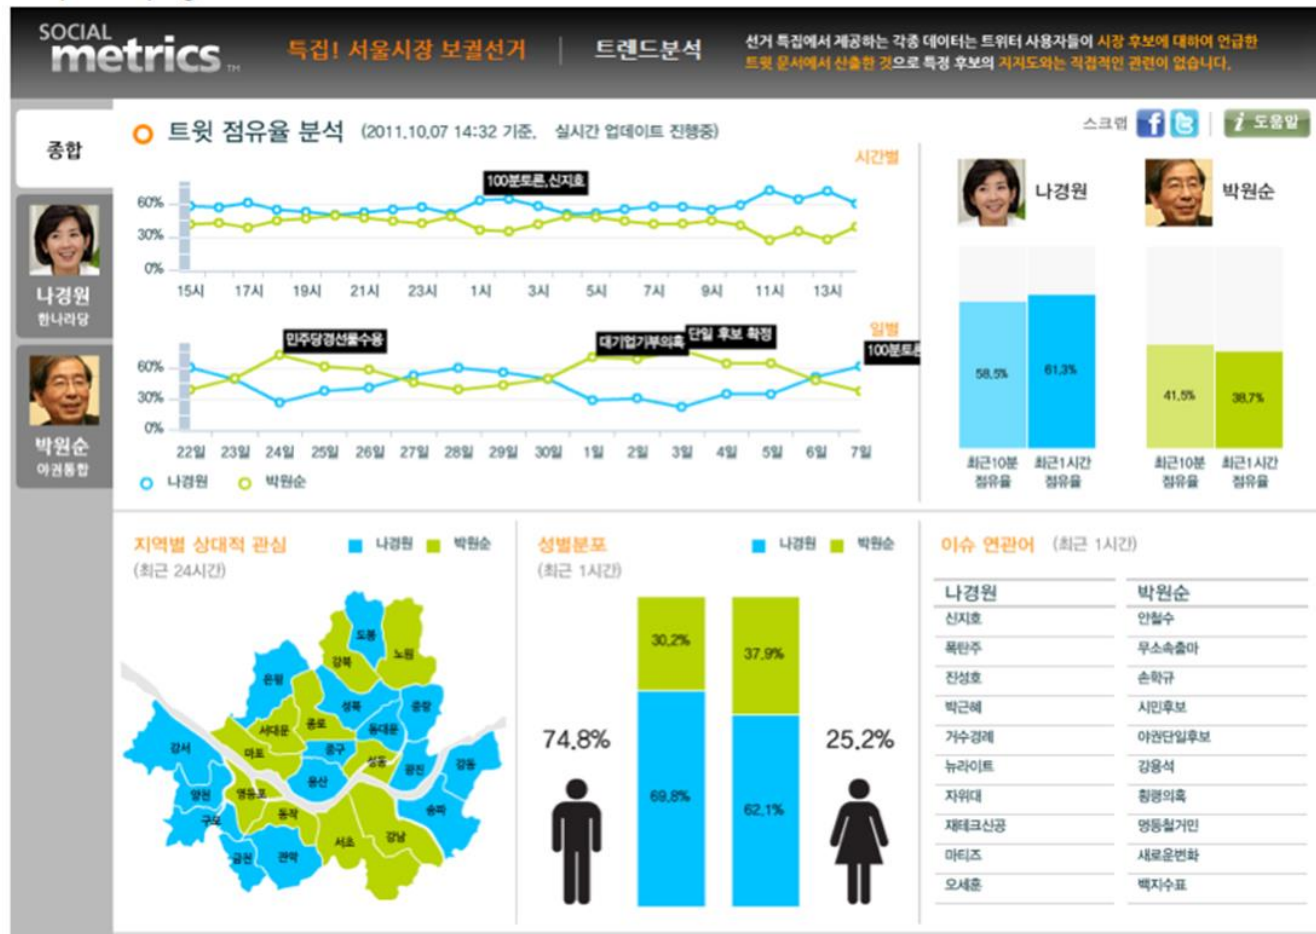 SOCIAL
metrics TM
특집! 서울시장 보궐선거
트렌드분석
선거 특집에서 제공하는 각종 데이터는 트위터 사용자들이 시장 후보에 대하여 언급한
트윗 문서에서 산출한 것으로 특정 후보의 지지도와는 직접적인 관련이 없습니다.
종합
나경원
한나라당
박원순
야권통합
트윗 점유율 분석 (2011.10.07 14:32 기준, 실시간 업데이트 진행중)
스크랩
f
i 도움말
시간별
100분토론,신지호
60%
30%
0%
15시 17시 19시 21시 23시 1시 3시 5시 7시 9시 11시 13시
일별
민주당경선룰수용
대기업기부의혹
단일 후보 확정
100분토론
60%
30%
0%
22일 23일 24일 25일 26일 27일 28일 29일 30일 1일 2일 3일 4일 5일 6일 7일
나경원 박원순
나경원
박원순
58.5% 61.3%
41.5% 38.7%
최근10분 최근1시간 최근10분 최근1시간
점유율 점유율 점유율 점유율
지역별 상대적 관심
나경원 박원순
(최근 24시간)
도봉
노원
강북
은평
성북
중랑
종로
서대문
동대문
강서
마포
중구
성동
광진
강동
용산
양천
영등포
송파
동작
구로
서초
강남
금천
관악
성별분포
나경원 박원순
(최근 1시간)
30.2%
37.9%
74.8%
25.2%
69.8%
62.1%
이슈 연관어 (최근 1시간)
나경원 박원순
신지호 안철수
폭탄주 무소속출마
진성호 손학규
박근혜 시민후보
거수경례 야권단일후보
뉴라이트 강용석
자위대 횡령의혹
재테크신공 명동철거민
마티즈 새로운변화
오세훈 백지수표